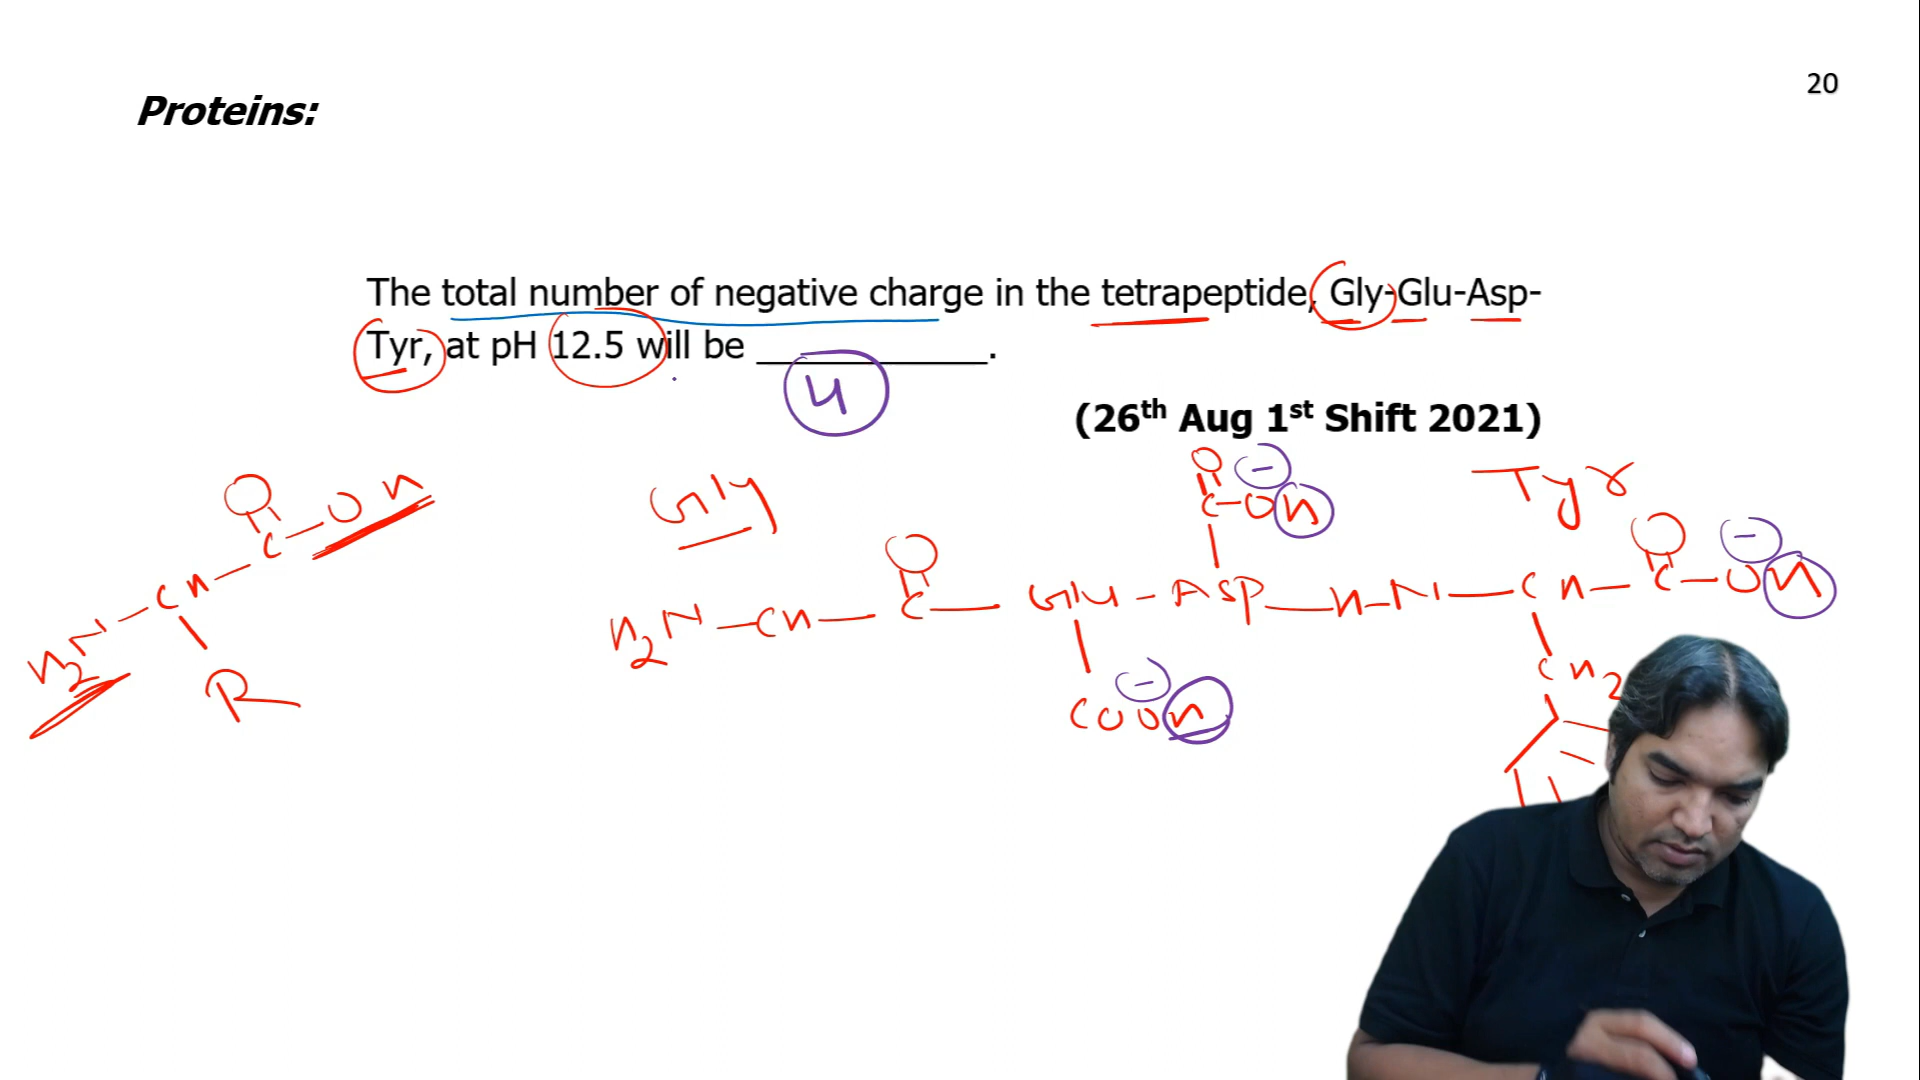 20
Proteins:
The total number of negative charge in the tetrapeptide, Gly-Glu-Asp-
Tyr, at pH 12.5 will be ____________.
4
(26th Aug 1st Shift 2021)
O
C-OH
H2N-CH
R
Gly
O
H2N-CH-C-Glu-Asp-H-N-CH-C-OH
O
C-OH
-
COOH
-
Tyr
O
-
CH2